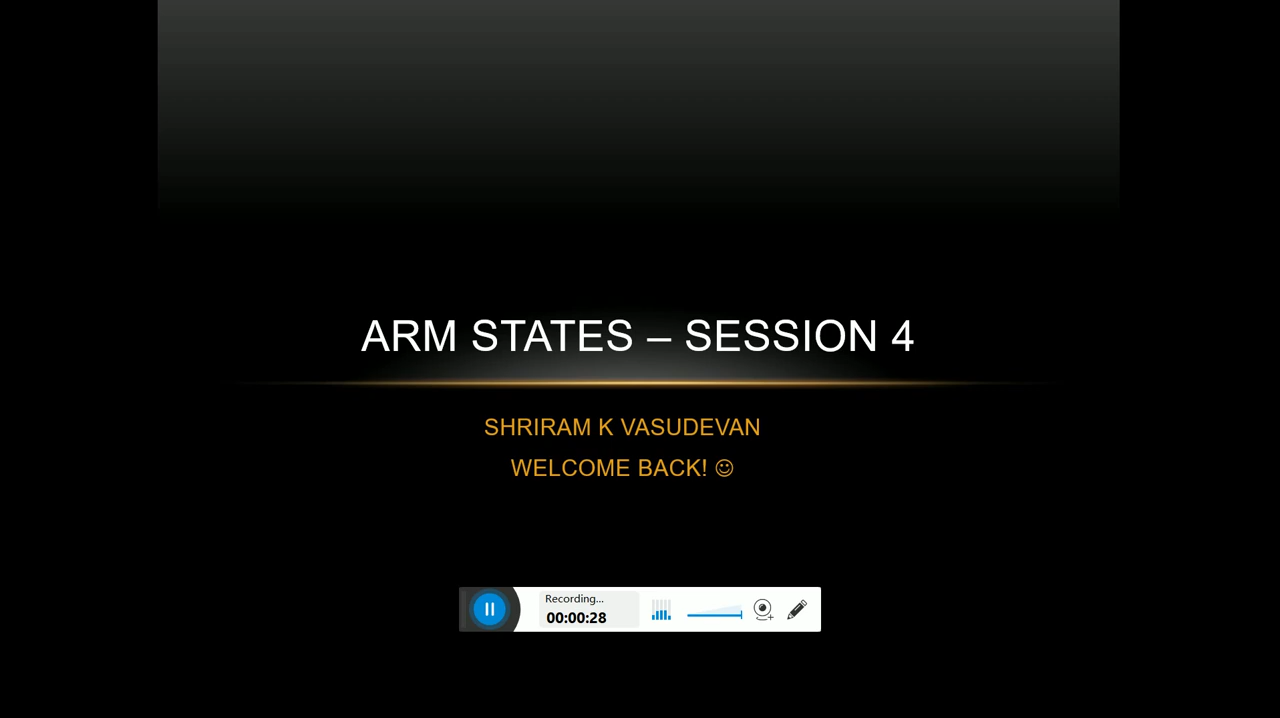 ARM STATES – SESSION 4
SHRIRAM K VASUDEVAN
WELCOME BACK! ☺
Recording...
00:00:28